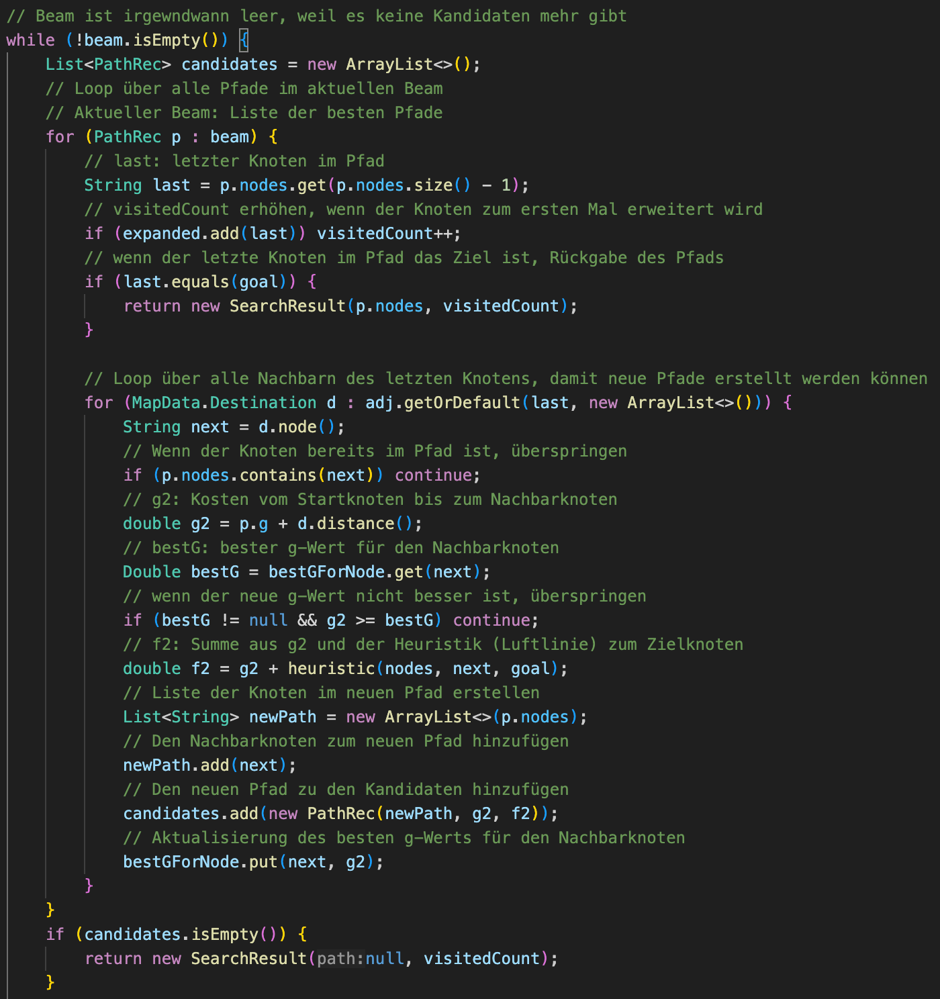 // Beam ist irgewndwann leer, weil es keine Kandidaten mehr gibt
while (!beam.isEmpty()) {
List<PathRec> candidates = new ArrayList<>();
// Loop über alle Pfade im aktuellen Beam
// Aktueller Beam: Liste der besten Pfade
for (PathRec p : beam) {
// last: letzter Knoten im Pfad
String last = p.nodes.get(p.nodes.size() - 1);
// visitedCount erhöhen, wenn der Knoten zum ersten Mal erweitert wird
if (expanded.add(last)) visitedCount++;
// wenn der letzte Knoten im Pfad das Ziel ist, Rückgabe des Pfads
if (last.equals(goal)) {
return new SearchResult(p.nodes, visitedCount);
}
// Loop über alle Nachbarn des letzten Knotens, damit neue Pfade erstellt werden können
for (MapData.Destination d : adj.getOrDefault(last, new ArrayList<>())) {
String next = d.node();
// Wenn der Knoten bereits im Pfad ist, überspringen
if (p.nodes.contains(next)) continue;
// g2: Kosten vom Startknoten bis zum Nachbarknoten
double g2 = p.g + d.distance();
// bestG: bester g-Wert für den Nachbarknoten
Double bestG = bestGForNode.get(next);
// wenn der neue g-Wert nicht besser ist, überspringen
if (bestG != null && g2 >= bestG) continue;
// f2: Summe aus g2 und der Heuristik (Luftlinie) zum Zielknoten
double f2 = g2 + heuristic(nodes, next, goal);
// Liste der Knoten im neuen Pfad erstellen
List<String> newPath = new ArrayList<>(p.nodes);
// Den Nachbarknoten zum neuen Pfad hinzufügen
newPath.add(next);
// Den neuen Pfad zu den Kandidaten hinzufügen
candidates.add(new PathRec(newPath, g2, f2));
// Aktualisierung des besten g-Werts für den Nachbarknoten
bestGForNode.put(next, g2);
}
}
if (candidates.isEmpty()) {
return new SearchResult(path:null, visitedCount);
}